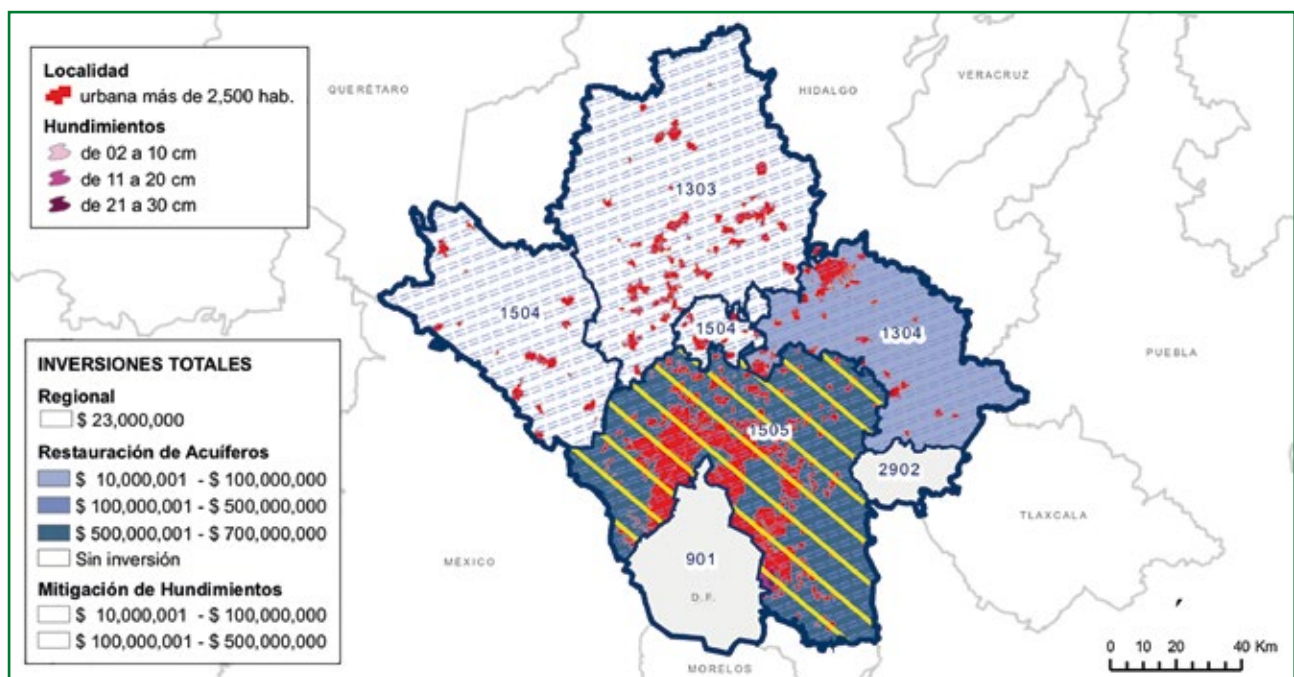 Localidad
urbana más de 2,500 hab.
Hundimientos
de 02 a 10 cm
de 11 a 20 cm
de 21 a 30 cm
QUERÉTARO
HIDALGO
VERACRUZ
1303
1504
1504
1304
PUEBLA
1505
2902
TLAXCALA
MÉXICO
901
D.F.
MORELOS
INVERSIONES TOTALES
Regional
$ 23,000,000
Restauración de Acuíferos
$ 10,000,001 - $ 100,000,000
$ 100,000,001 - $ 500,000,000
$ 500,000,001 - $ 700,000,000
Sin inversión
Mitigación de Hundimientos
$ 10,000,001 - $ 100,000,000
$ 100,000,001 - $ 500,000,000
0 10 20 40 Km